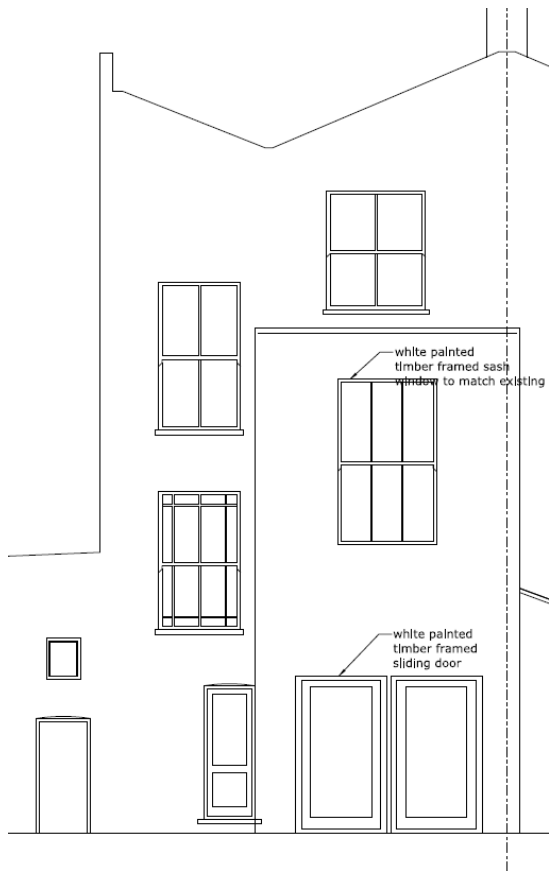 white painted
timber framed sash
window to match existing
white painted
timber framed
sliding door